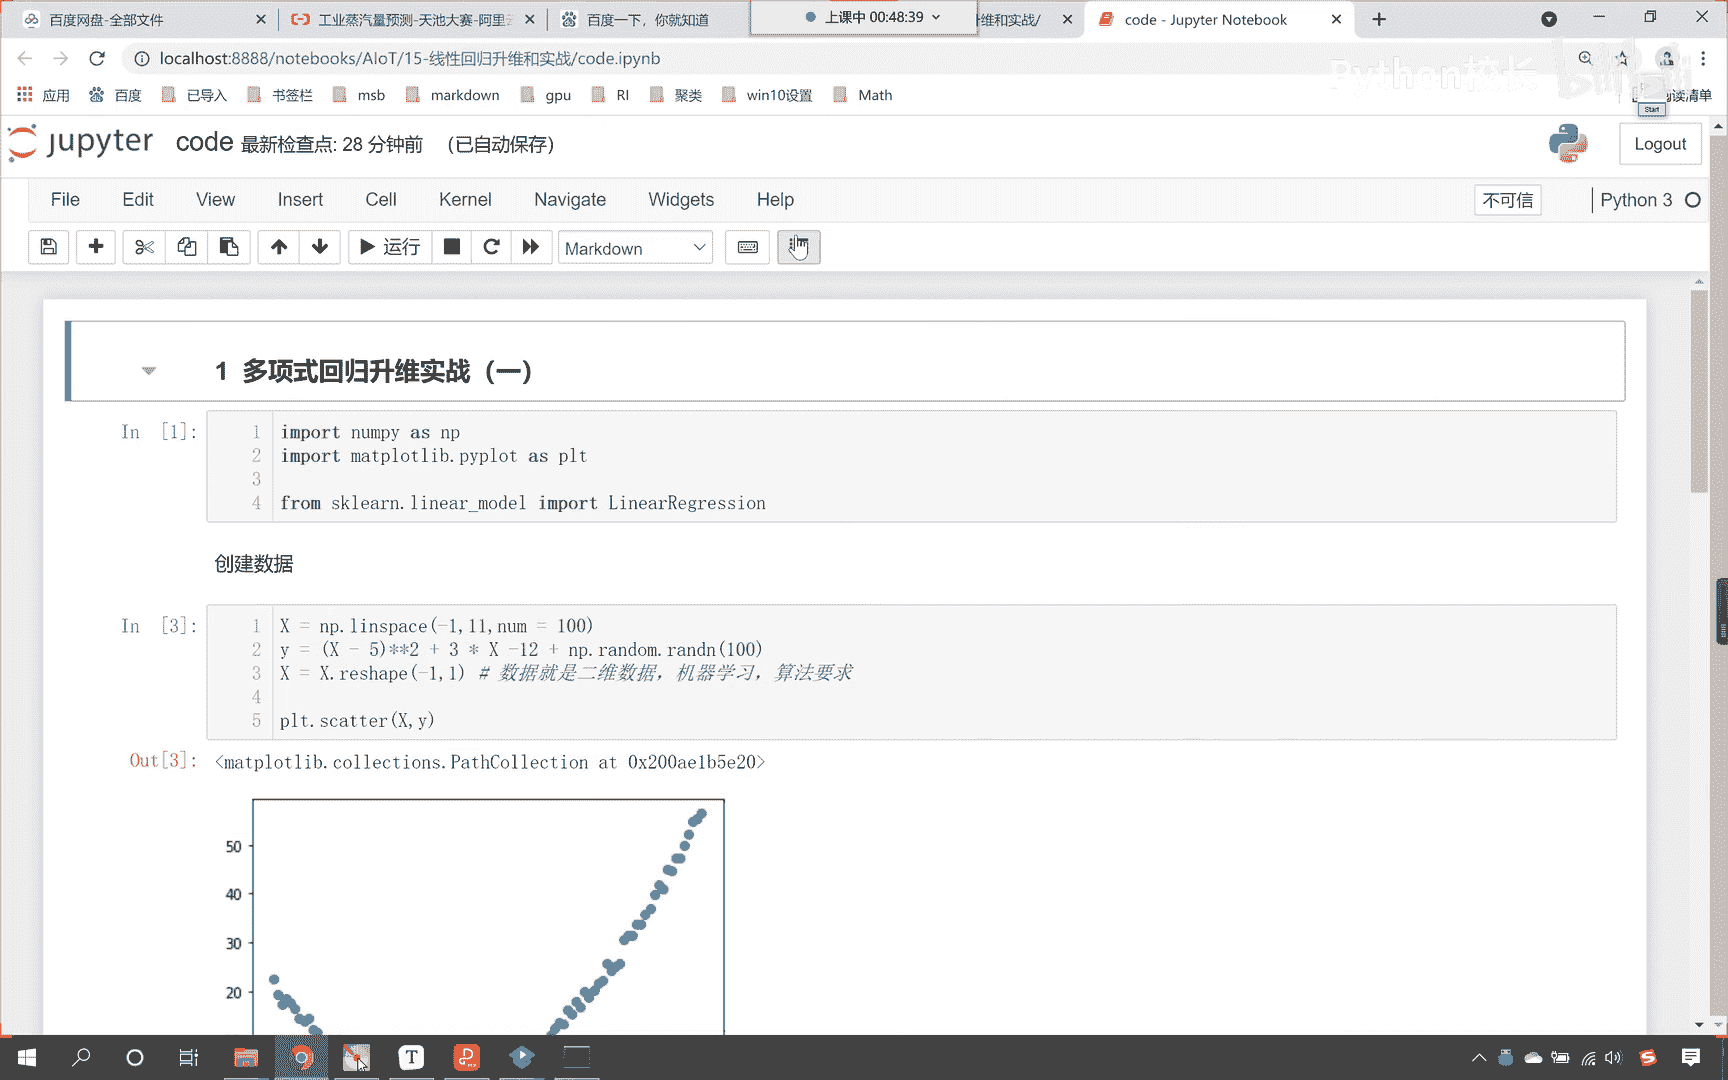 百度网盘-全部文件
工业蒸汽量预测-天池大赛-阿里云
百度一下，你就知道
上课中 00:48:39
维和实战/
code - Jupyter Notebook
localhost:8888/notebooks/AIoT/15-线性回归升维和实战/code.ipynb
应用 百度 已导入 书签栏 msb markdown gpu RI 聚类 win10设置 Math 阅读清单
Python校长 bilibili
Start
jupyter code 最新检查点: 28 分钟前 (已自动保存)
Logout
File Edit View Insert Cell Kernel Navigate Widgets Help
不可信 Python 3
运行 Markdown
1 多项式回归升维实战（一）
In [1]:
1 import numpy as np
2 import matplotlib.pyplot as plt
3
4 from sklearn.linear_model import LinearRegression
创建数据
In [3]:
1 X = np.linspace(-1,11,num = 100)
2 y = (X - 5)**2 + 3 * X -12 + np.random.randn(100)
3 X = X.reshape(-1,1) # 数据就是二维数据，机器学习，算法要求
4
5 plt.scatter(X,y)
Out[3]: <matplotlib.collections.PathCollection at 0x200ae1b5e20>
50
40
30
20